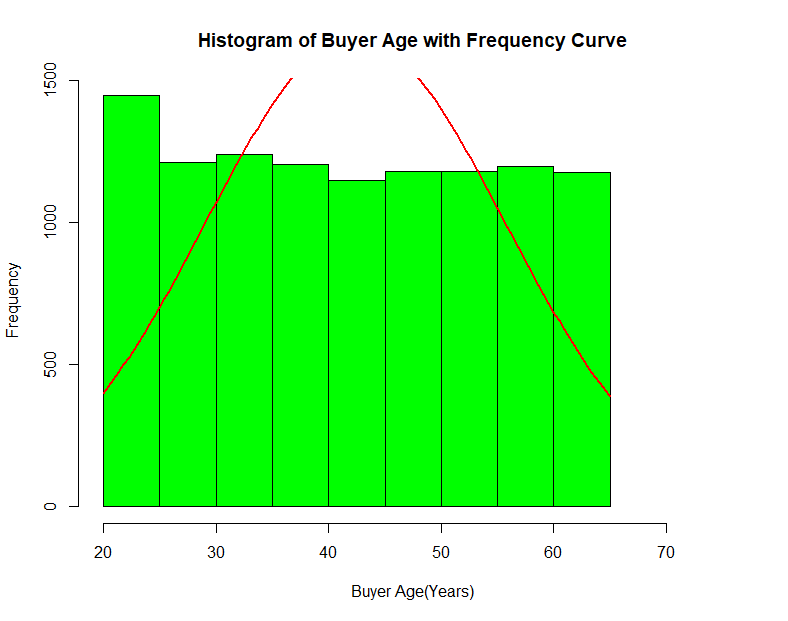 Histogram of Buyer Age with Frequency Curve
1500
1000
500
0
Frequency
20 30 40 50 60 70
Buyer Age(Years)